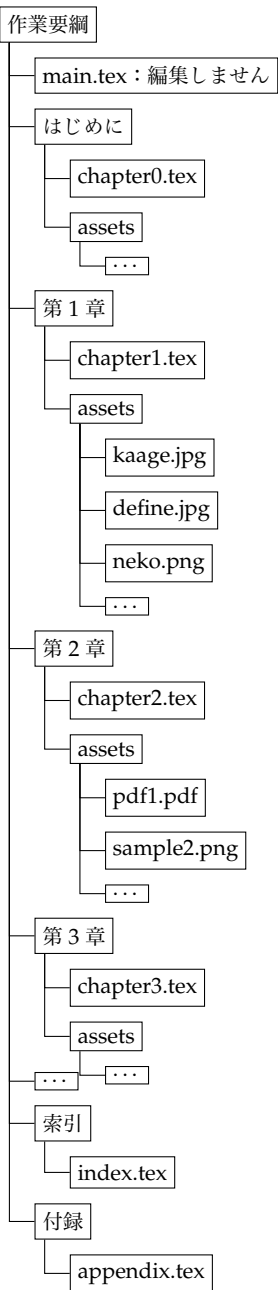 作業要綱
main.tex：編集しません
はじめに
chapter0.tex
assets
···
第 1 章
chapter1.tex
assets
kaage.jpg
define.jpg
neko.png
···
第 2 章
chapter2.tex
assets
pdf1.pdf
sample2.png
···
第 3 章
chapter3.tex
assets
···
···
索引
index.tex
付録
appendix.tex